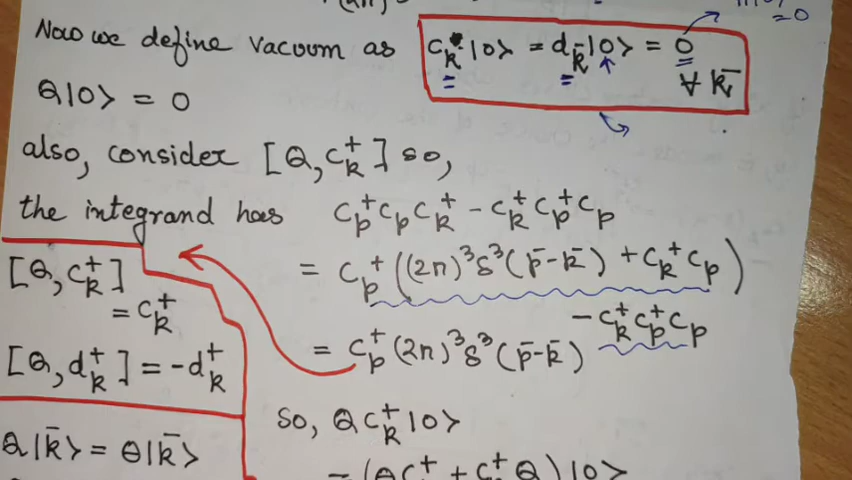 Now we define vacuum as c_k̄ |0> = d_k̄ |0> = 0
∀ k̄
= 0
Q|0> = 0
also, consider [Q, c_k^+] so,
the integrand has c_p^+ c_p c_k^+ - c_k^+ c_p^+ c_p
= c_p^+ ((2π)^3 δ^3 (p̄-k̄) + c_k^+ c_p)
- c_k^+ c_p^+ c_p
= c_p^+ (2π)^3 δ^3 (p̄-k̄)
[Q, c_k^+]
= c_k^+
[Q, d_k^+] = -d_k^+
So, Q c_k^+ |0>
Q|k̄> = Q|k̄>
= (Q c^+ + c^+ Q) |0>